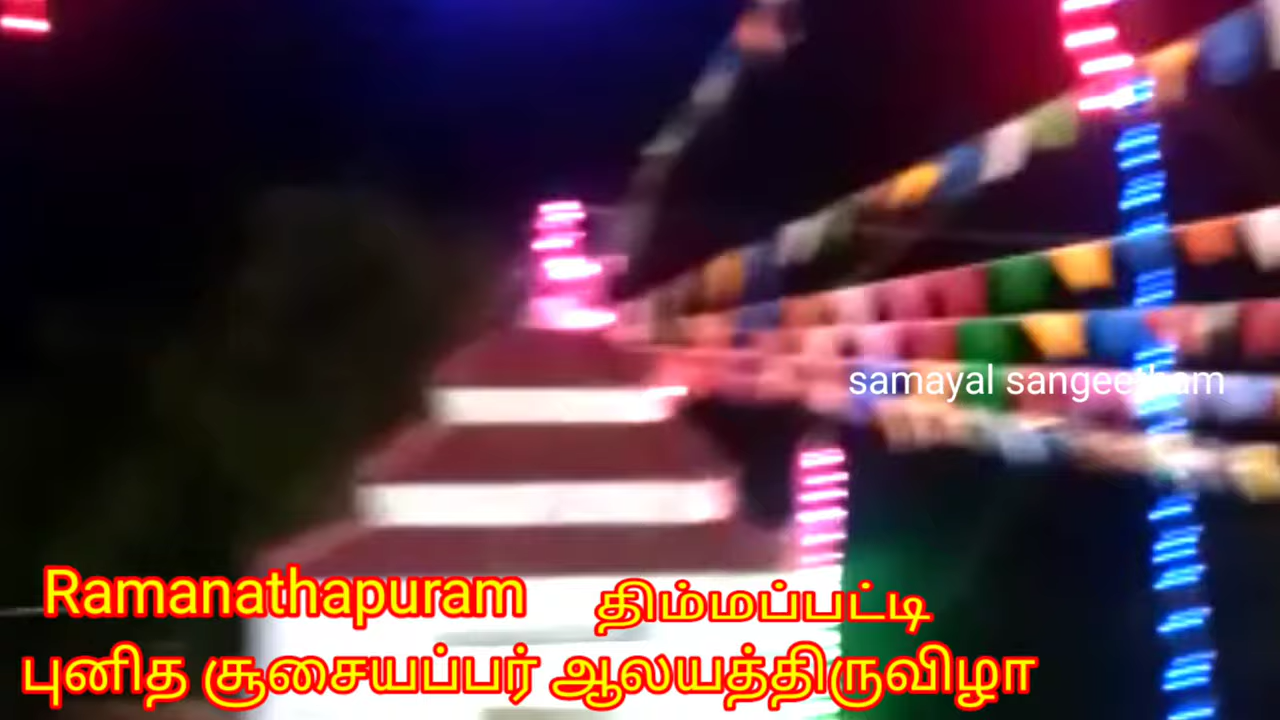 samayal sangeetham
Ramanathapuram திம்மப்பட்டி
புனித சூசையப்பர் ஆலயத்திருவிழா